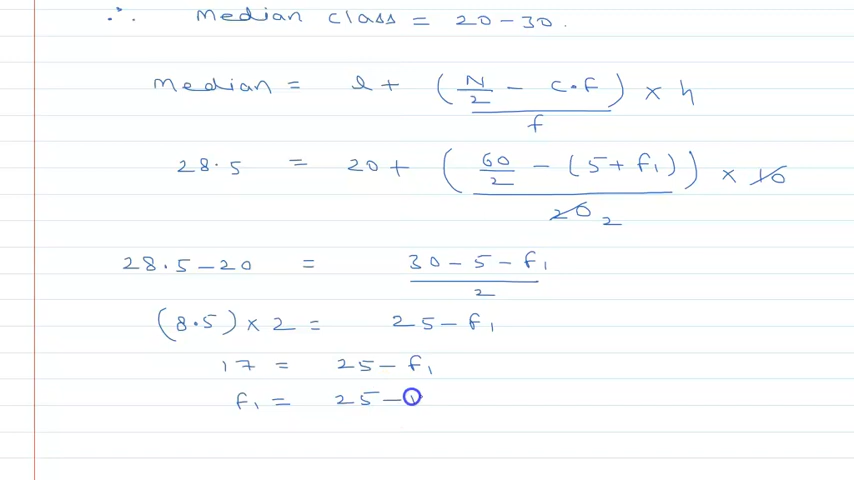 ∴ Median class = 20 - 30.
Median = l + (N/2 - c.f / f) × h
28.5 = 20 + (60/2 - (5 + f₁) / 20 2) × 10
28.5 - 20 = 30 - 5 - f₁ / 2
(8.5) × 2 = 25 - f₁
17 = 25 - f₁
f₁ = 25 -